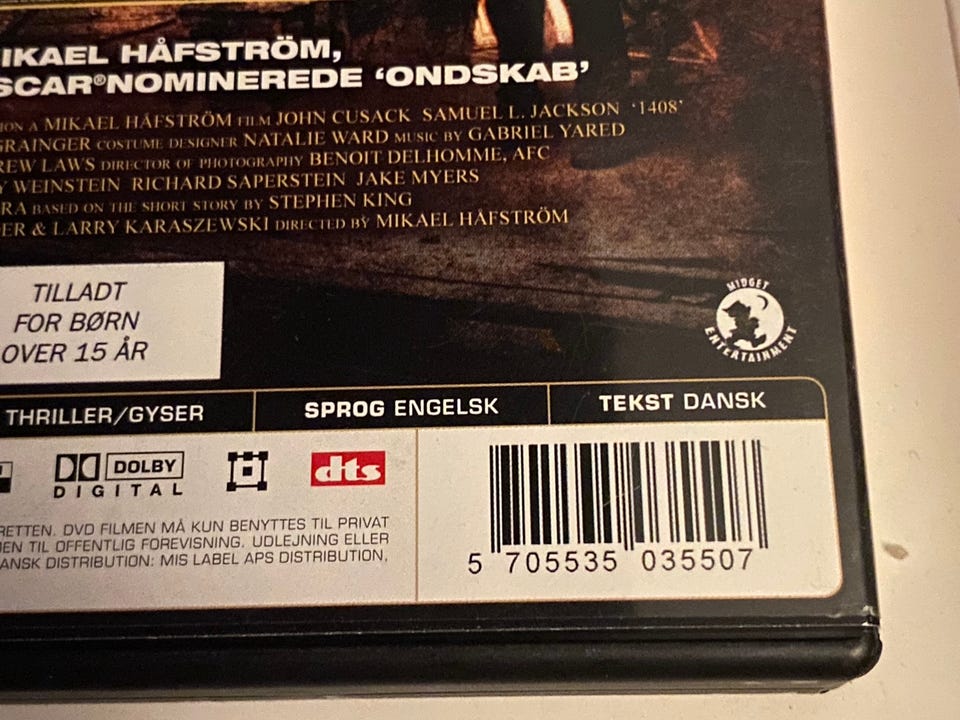 MIKAEL HÅFSTRÖM,
OSCAR®NOMINEREDE 'ONDSKAB'
A MIKAEL HÅFSTRÖM FILM JOHN CUSACK SAMUEL L. JACKSON '1408'
GRAINGER COSTUME DESIGNER NATALIE WARD MUSIC BY GABRIEL YARED
REW LAWS DIRECTOR OF PHOTOGRAPHY BENOIT DELHOMME, AFC
Y WEINSTEIN RICHARD SAPERSTEIN JAKE MYERS
RA BASED ON THE SHORT STORY BY STEPHEN KING
ER & LARRY KARASZEWSKI DIRECTED BY MIKAEL HÅFSTRÖM
TILLADT
FOR BØRN
OVER 15 ÅR
MIDGET
ENTERTAINMENT
THRILLER/GYSER
SPROG ENGELSK
TEKST DANSK
DOLBY
DIGITAL
dts
RETTEN. DVD FILMEN MÅ KUN BENYTTES TIL PRIVAT
EN TIL OFFENTLIG FOREVISNING, UDLEJNING ELLER
ANSK DISTRIBUTION: MIS LABEL APS DISTRIBUTION,
5 705535 035507